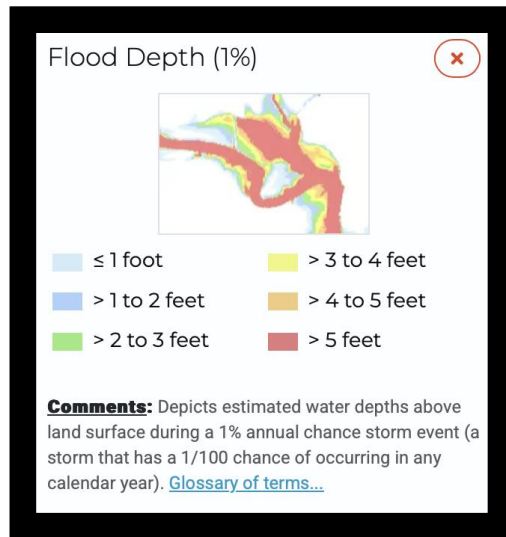 Flood Depth (1%)
≤ 1 foot
> 1 to 2 feet
> 2 to 3 feet
> 3 to 4 feet
> 4 to 5 feet
> 5 feet
Comments: Depicts estimated water depths above
land surface during a 1% annual chance storm event (a
storm that has a 1/100 chance of occurring in any
calendar year). Glossary of terms...